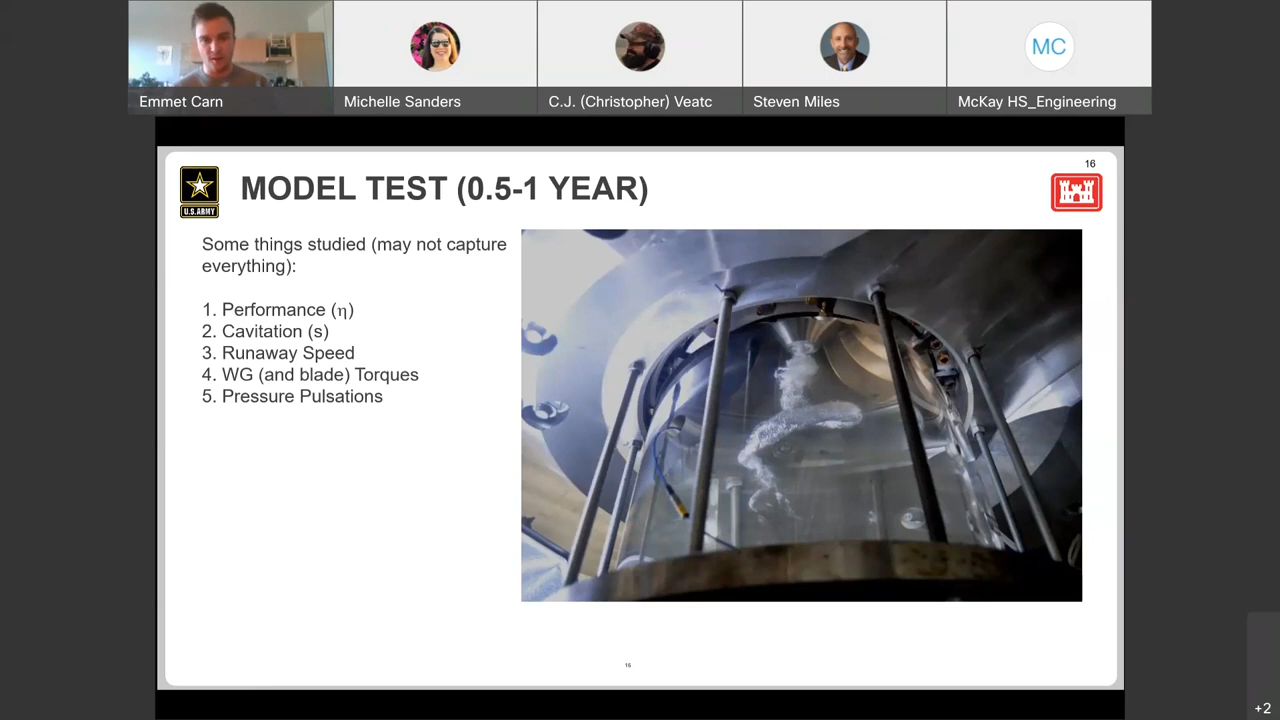 Emmet Carn
Michelle Sanders
C.J. (Christopher) Veatc
Steven Miles
MC
McKay HS_Engineering
16
U.S.ARMY
MODEL TEST (0.5-1 YEAR)
Some things studied (may not capture
everything):
1. Performance (η)
2. Cavitation (s)
3. Runaway Speed
4. WG (and blade) Torques
5. Pressure Pulsations
16
+2